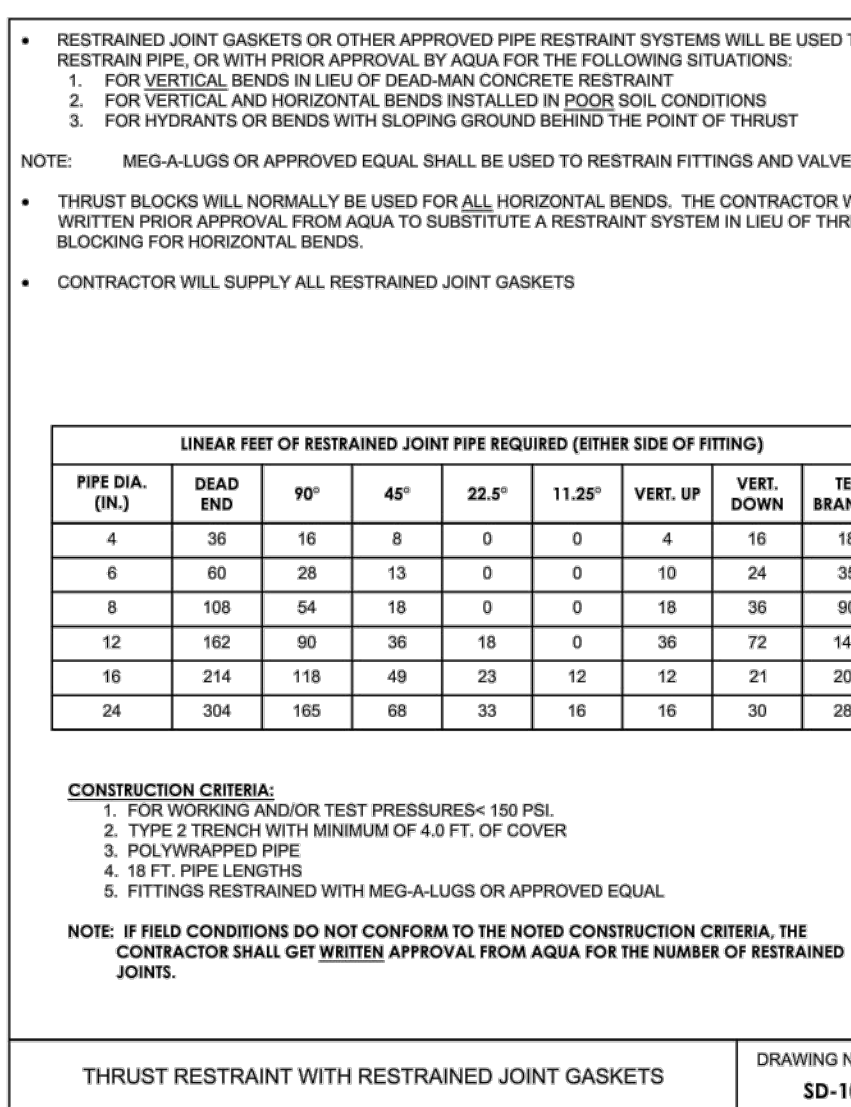 • RESTRAINED JOINT GASKETS OR OTHER APPROVED PIPE RESTRAINT SYSTEMS WILL BE USED
RESTRAIN PIPE, OR WITH PRIOR APPROVAL BY AQUA FOR THE FOLLOWING SITUATIONS:
1. FOR VERTICAL BENDS IN LIEU OF DEAD-MAN CONCRETE RESTRAINT
2. FOR VERTICAL AND HORIZONTAL BENDS INSTALLED IN POOR SOIL CONDITIONS
3. FOR HYDRANTS OR BENDS WITH SLOPING GROUND BEHIND THE POINT OF THRUST
NOTE: MEG-A-LUGS OR APPROVED EQUAL SHALL BE USED TO RESTRAIN FITTINGS AND VALVE
• THRUST BLOCKS WILL NORMALLY BE USED FOR ALL HORIZONTAL BENDS. THE CONTRACTOR
WRITTEN PRIOR APPROVAL FROM AQUA TO SUBSTITUTE A RESTRAINT SYSTEM IN LIEU OF
BLOCKING FOR HORIZONTAL BENDS.
• CONTRACTOR WILL SUPPLY ALL RESTRAINED JOINT GASKETS
LINEAR FEET OF RESTRAINED JOINT PIPE REQUIRED (EITHER SIDE OF FITTING)
PIPE DIA. (IN.) DEAD END 90° 45° 22.5° 11.25° VERT. UP VERT. DOWN
4 36 16 8 0 0 4 16
6 60 28 13 0 0 10 24
8 108 54 18 0 0 18 36
12 162 90 36 18 0 36 72
16 214 118 49 23 12 12 21
24 304 165 68 33 16 16 30
CONSTRUCTION CRITERIA:
1. FOR WORKING AND/OR TEST PRESSURES< 150 PSI.
2. TYPE 2 TRENCH WITH MINIMUM OF 4.0 FT. OF COVER
3. POLYWRAPPED PIPE
4. 18 FT. PIPE LENGTHS
5. FITTINGS RESTRAINED WITH MEG-A-LUGS OR APPROVED EQUAL
NOTE: IF FIELD CONDITIONS DO NOT CONFORM TO THE NOTED CONSTRUCTION CRITERIA, THE
CONTRACTOR SHALL GET WRITTEN APPROVAL FROM AQUA FOR THE NUMBER OF RESTRAINED
JOINTS.
THRUST RESTRAINT WITH RESTRAINED JOINT GASKETS
DRAWING